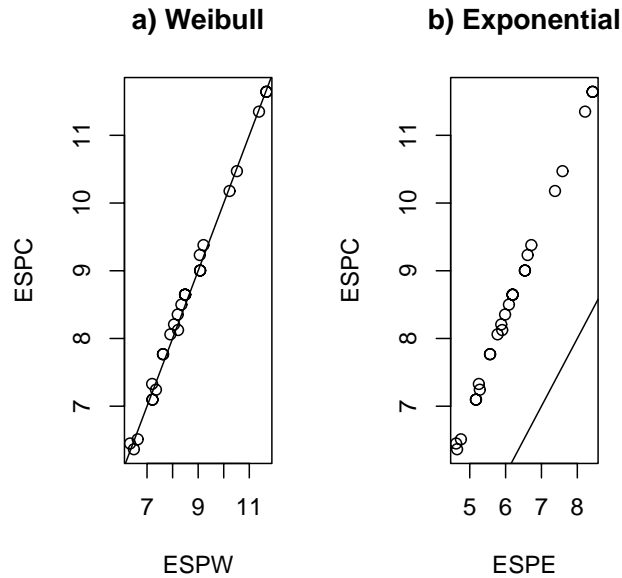 a) Weibull
ESPC
11
10
9
8
7
7 9 11
ESPW
b) Exponential
ESPC
11
10
9
8
7
5 6 7 8
ESPE